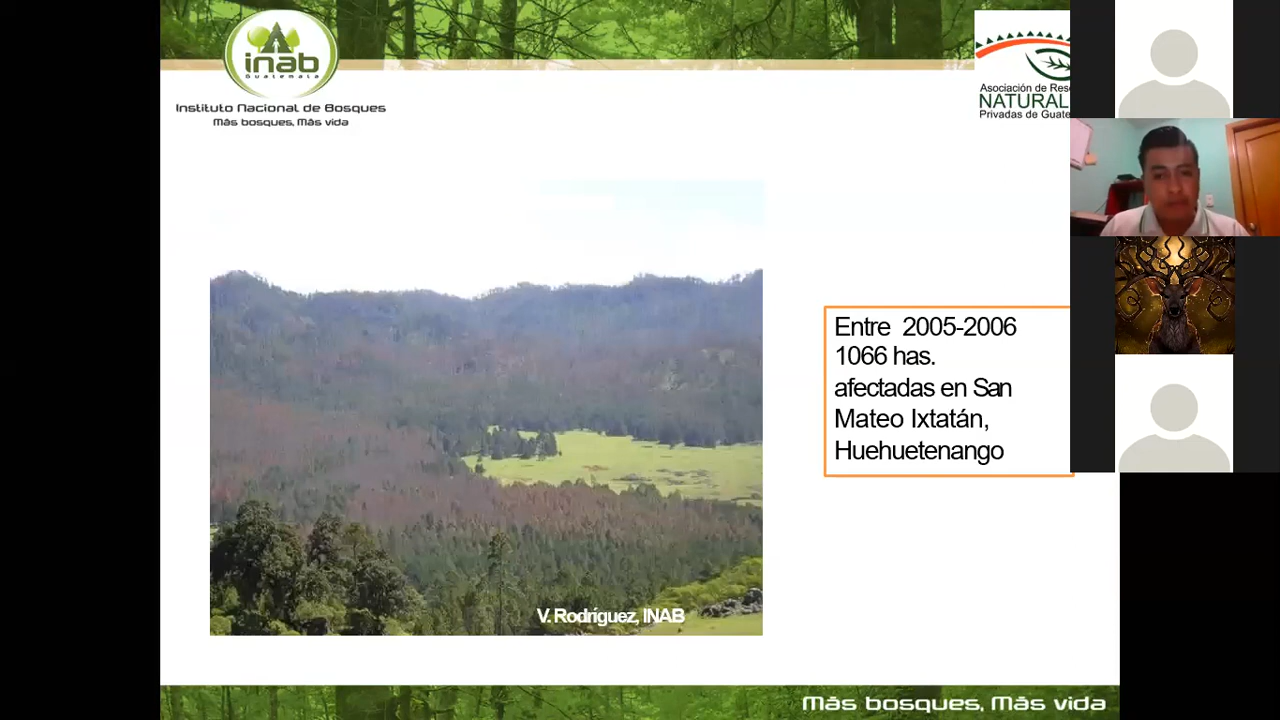 inab
Guatemala
Instituto Nacional de Bosques
Más bosques, Más vida
Asociación de Rese
NATURAL
Privadas de Guate
Entre 2005-2006
1066 has.
afectadas en San
Mateo Ixtatán,
Huehuetenango
V. Rodríguez, INAB
Más bosques, Más vida